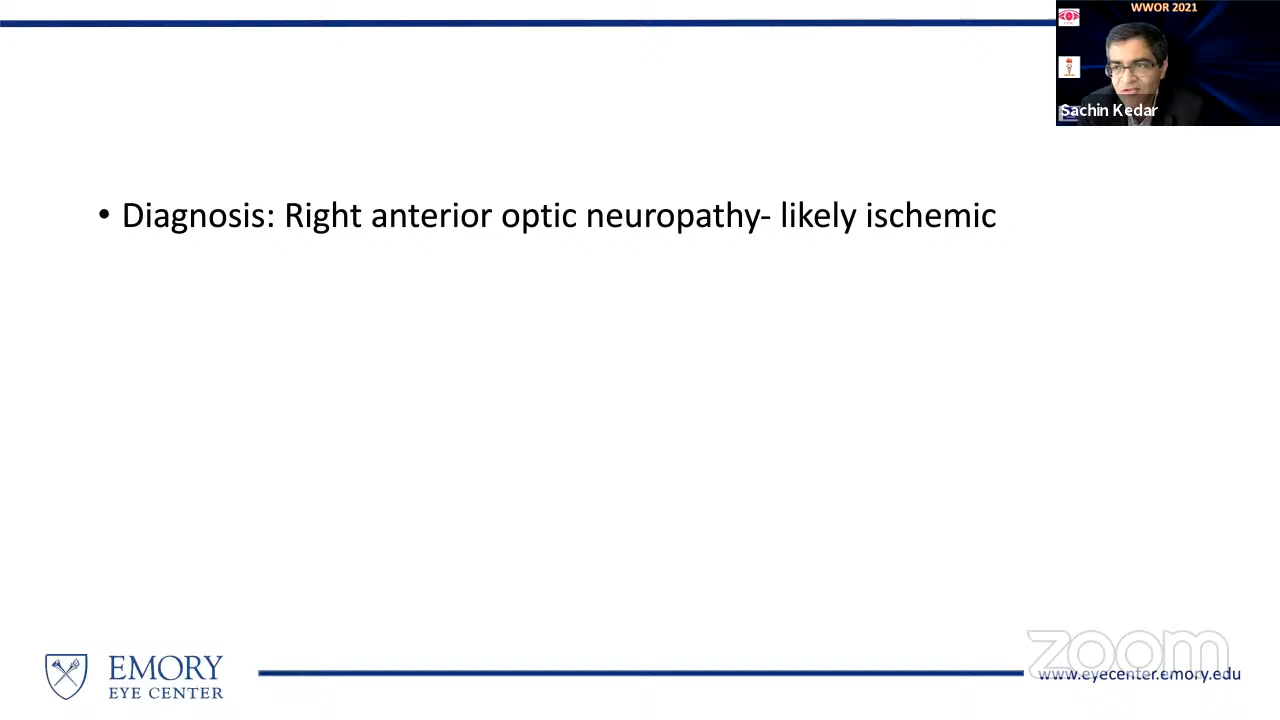 WWOR 2021
Sachin Kedar
• Diagnosis: Right anterior optic neuropathy- likely ischemic
EMORY
EYE CENTER
zoom
www.eyecenter.emory.edu